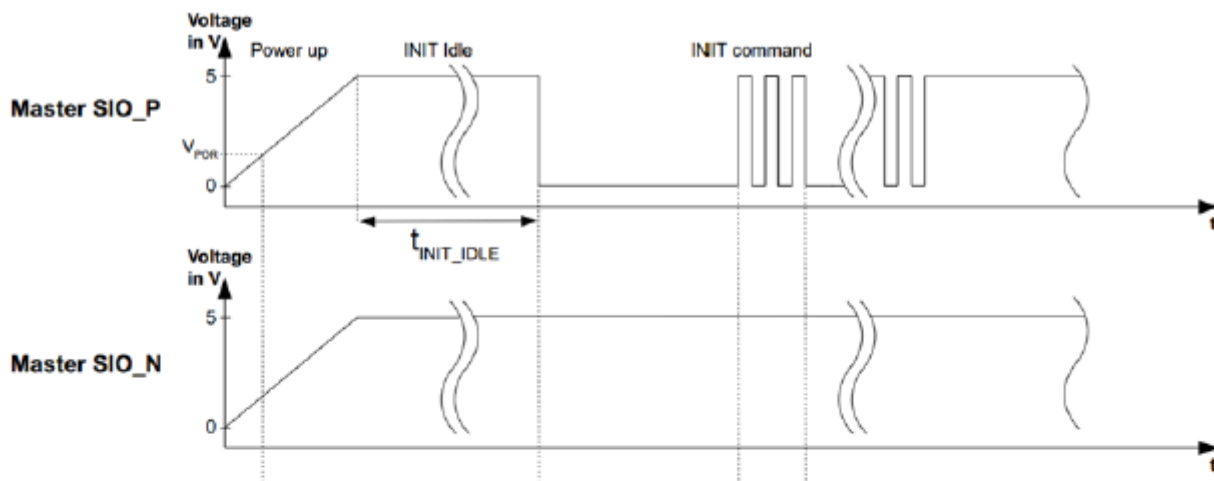 Voltage
in V
Power up
INIT Idle
INIT command
5
Master SIO_P
VPOR
0
t
tINIT_IDLE
Voltage
in V
5
Master SIO_N
0
t